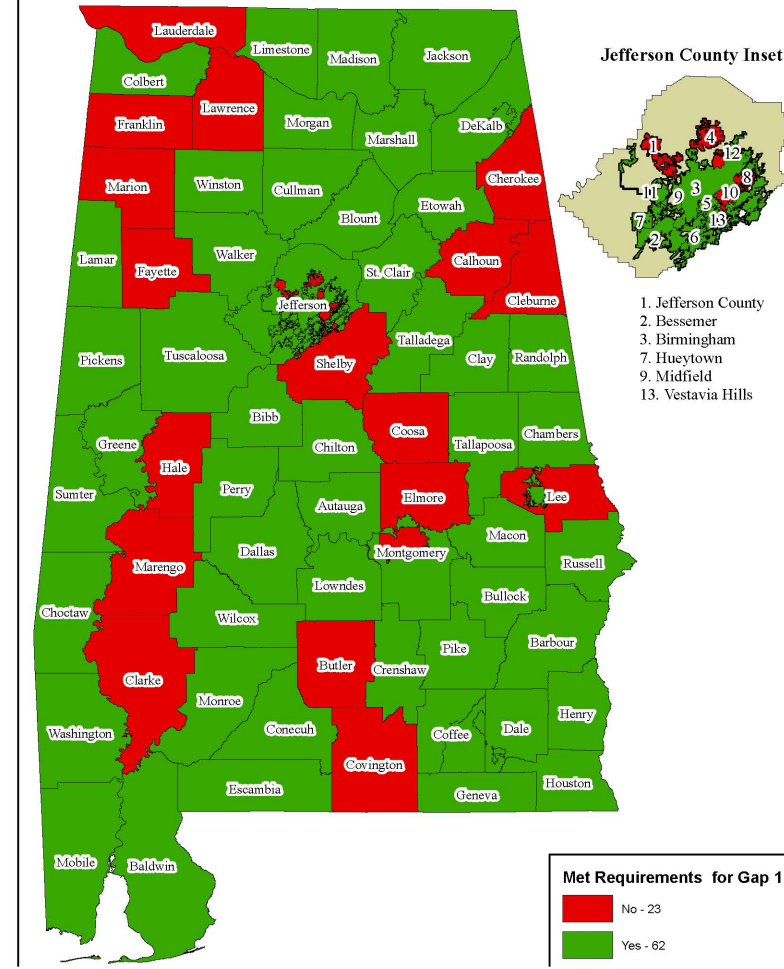 Lauderdale
Limestone
Madison
Jackson
Colbert
Lawrence
Franklin
Morgan
Marshall
DeKalb
Cherokee
Marion
Winston
Cullman
Blount
Etowah
Lamar
Fayette
Walker
St. Clair
Calhoun
Cleburne
Jefferson
Talladega
Pickens
Tuscaloosa
Shelby
Clay
Randolph
Bibb
Greene
Hale
Chilton
Coosa
Tallapoosa
Chambers
Sumter
Perry
Autauga
Elmore
Lee
Dallas
Montgomery
Macon
Marengo
Russell
Lowndes
Bullock
Choctaw
Wilcox
Butler
Crenshaw
Pike
Barbour
Clarke
Monroe
Washington
Conecuh
Coffee
Dale
Henry
Covington
Escambia
Geneva
Houston
Mobile
Baldwin
Jefferson County Inset
1
4
12
8
11
9
3
10
5
7
13
2
6
1. Jefferson County
2. Bessemer
3. Birmingham
7. Hueytown
9. Midfield
13. Vestavia Hills
Met Requirements for Gap 1
No - 23
Yes - 62